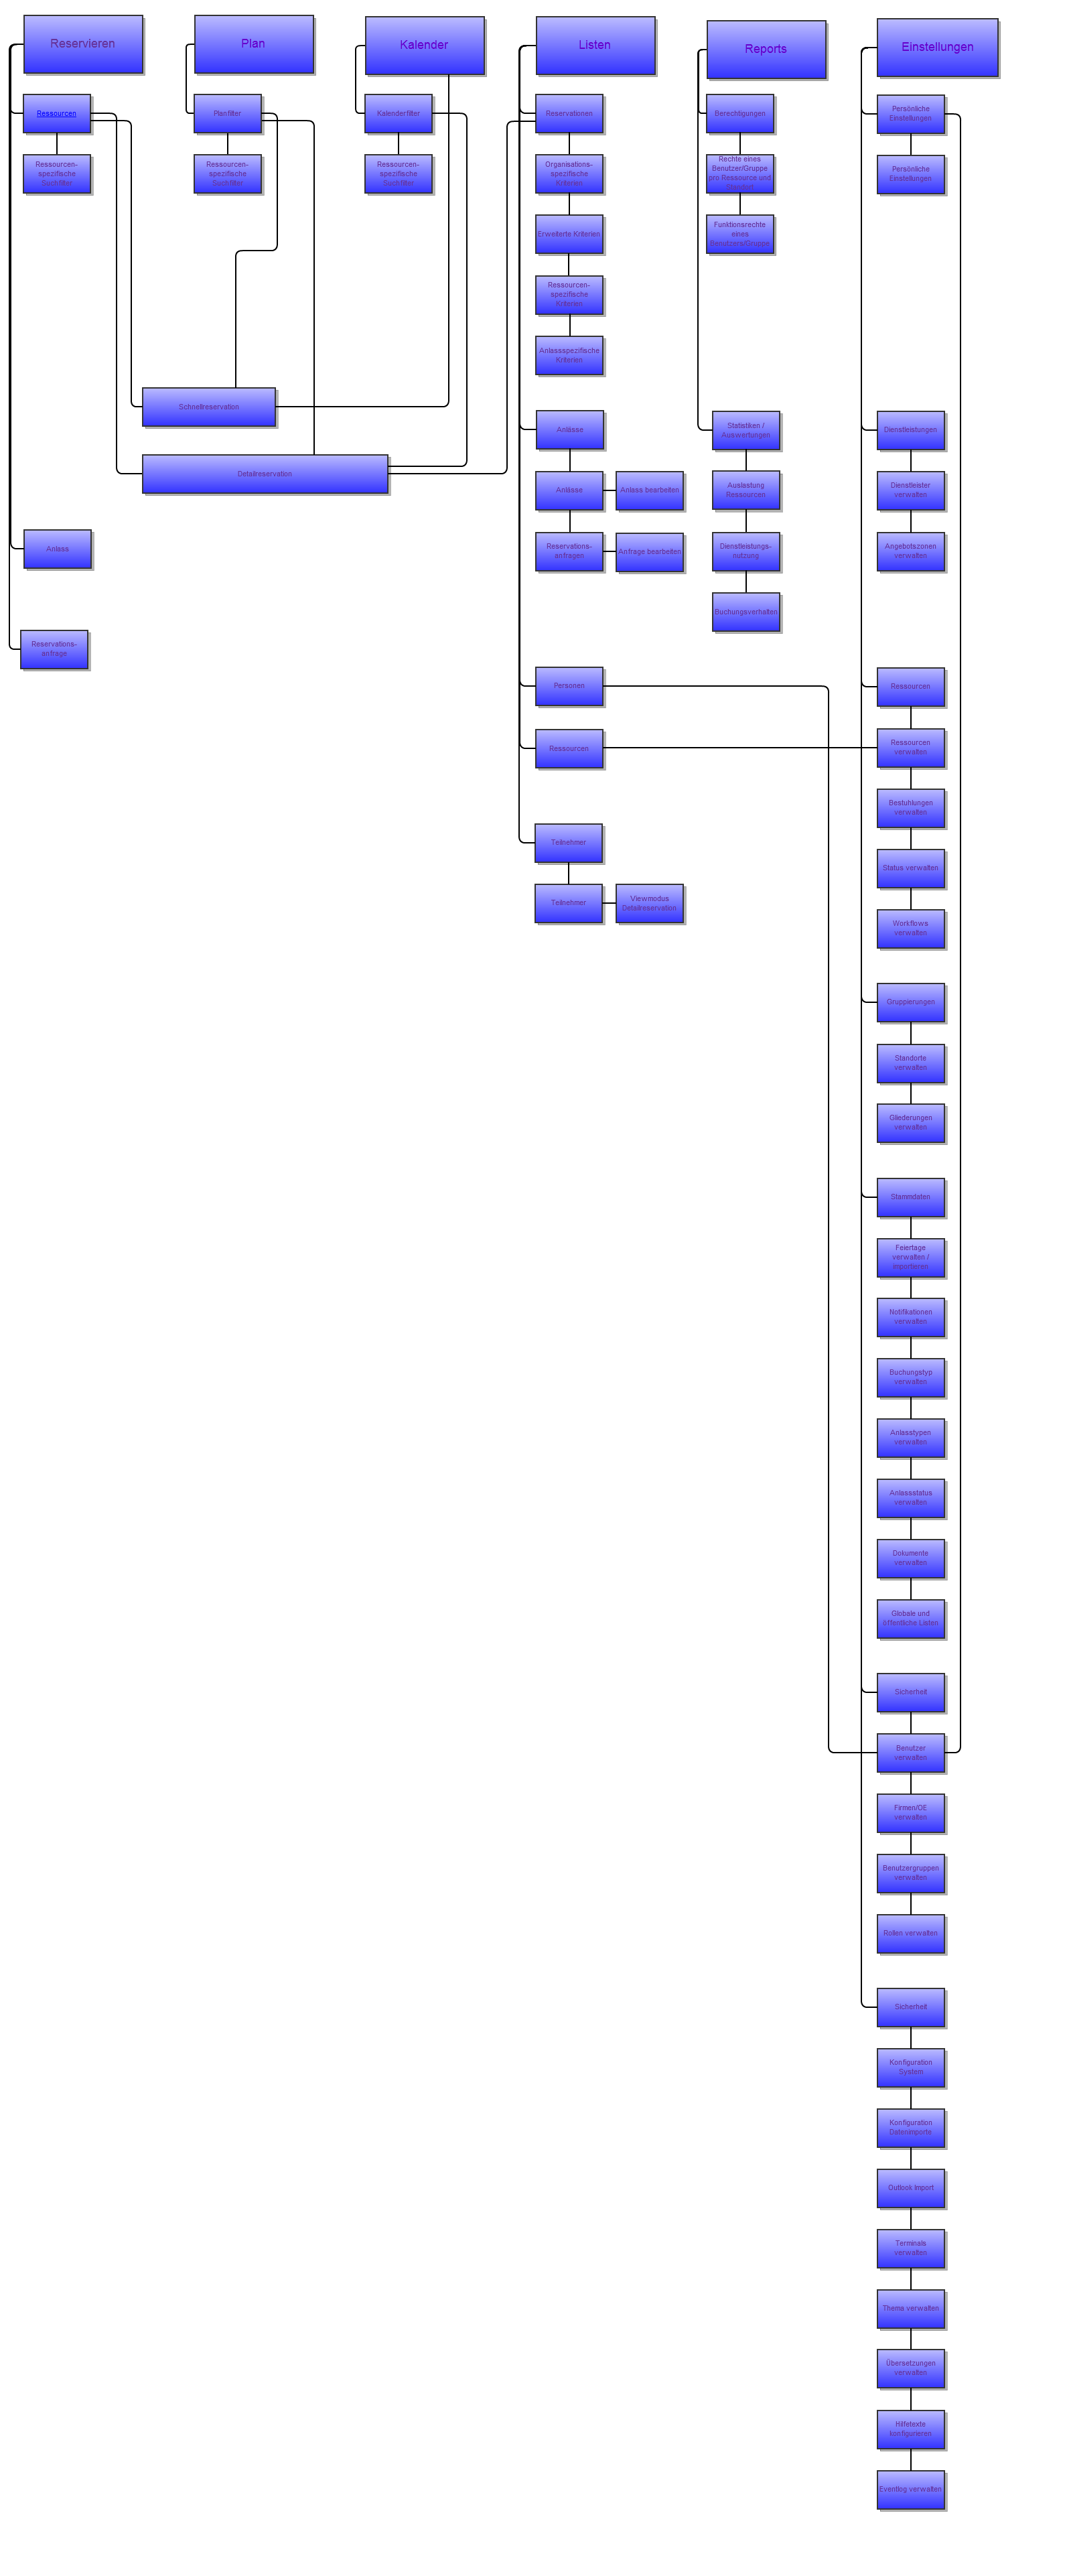 Reservieren
Plan
Kalender
Listen
Reports
Einstellungen
Ressourcen
Ressourcen-
spezifische
Suchfilter
Schnellreservation
Detailreservation
Anlass
Reservations-
anfrage
Planfilter
Ressourcen-
spezifische
Suchfilter
Kalenderfilter
Ressourcen-
spezifische
Suchfilter
Reservationen
Organisations-
spezifische
Kriterien
Erweiterte Kriterien
Ressourcen-
spezifische
Kriterien
Anlassspezifische
Kriterien
Anlässe
Anlässe
Anlass bearbeiten
Reservations-
anfragen
Anfrage bearbeiten
Personen
Ressourcen
Teilnehmer
Teilnehmer
Viewmodus
Detailreservation
Berechtigungen
Rechte eines
Benutzer/Gruppe
pro Ressource und
Standort
Funktionsrechte
eines
Benutzers/Gruppe
Statistiken /
Auswertungen
Auslastung
Ressourcen
Dienstleistungs-
nutzung
Buchungsverhalten
Persönliche
Einstellungen
Persönliche
Einstellungen
Dienstleistungen
Dienstleister
verwalten
Angebotszonen
verwalten
Ressourcen
Ressourcen
verwalten
Bestuhlungen
verwalten
Status verwalten
Workflows
verwalten
Gruppierungen
Standorte
verwalten
Gliederungen
verwalten
Stammdaten
Feiertage
verwalten /
importieren
Notifikationen
verwalten
Buchungstyp
verwalten
Anlasstypen
verwalten
Anlassstatus
verwalten
Dokumente
verwalten
Globale und
öffentliche Listen
Sicherheit
Benutzer
verwalten
Firmen/OE
verwalten
Benutzergruppen
verwalten
Rollen verwalten
Sicherheit
Konfiguration
System
Konfiguration
Datenimporte
Outlook Import
Terminals
verwalten
Thema verwalten
Übersetzungen
verwalten
Hilfetexte
konfigurieren
Eventlog verwalten